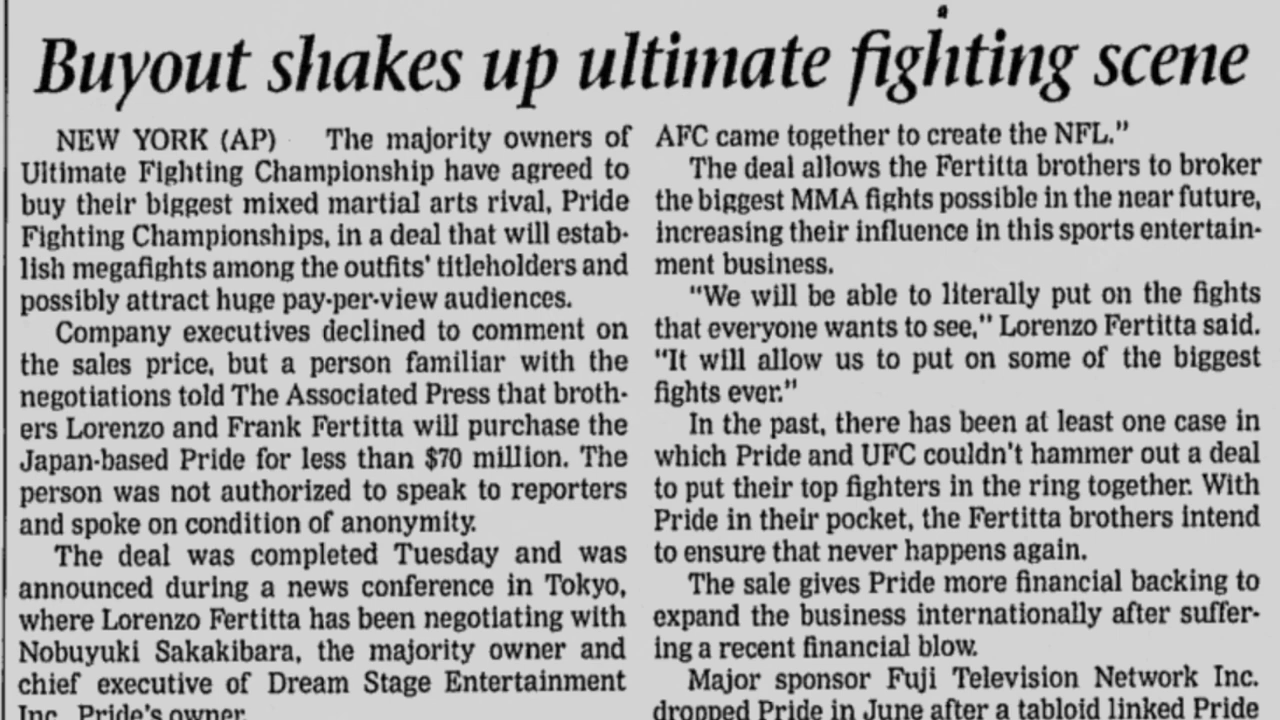 Buyout shakes up ultimate fighting scene
NEW YORK (AP) The majority owners of
Ultimate Fighting Championship have agreed to
buy their biggest mixed martial arts rival, Pride
Fighting Championships, in a deal that will estab-
lish megafights among the outfits' titleholders and
possibly attract huge pay-per-view audiences.
Company executives declined to comment on
the sales price, but a person familiar with the
negotiations told The Associated Press that broth-
ers Lorenzo and Frank Fertitta will purchase the
Japan-based Pride for less than $70 million. The
person was not authorized to speak to reporters
and spoke on condition of anonymity.
The deal was completed Tuesday and was
announced during a news conference in Tokyo,
where Lorenzo Fertitta has been negotiating with
Nobuyuki Sakakibara, the majority owner and
chief executive of Dream Stage Entertainment
Inc., Pride's owner.
AFC came together to create the NFL."
The deal allows the Fertitta brothers to broker
the biggest MMA fights possible in the near future,
increasing their influence in this sports entertain-
ment business.
"We will be able to literally put on the fights
that everyone wants to see," Lorenzo Fertitta said.
"It will allow us to put on some of the biggest
fights ever."
In the past, there has been at least one case in
which Pride and UFC couldn't hammer out a deal
to put their top fighters in the ring together. With
Pride in their pocket, the Fertitta brothers intend
to ensure that never happens again.
The sale gives Pride more financial backing to
expand the business internationally after suffer-
ing a recent financial blow.
Major sponsor Fuji Television Network Inc.
dropped Pride in June after a tabloid linked Pride